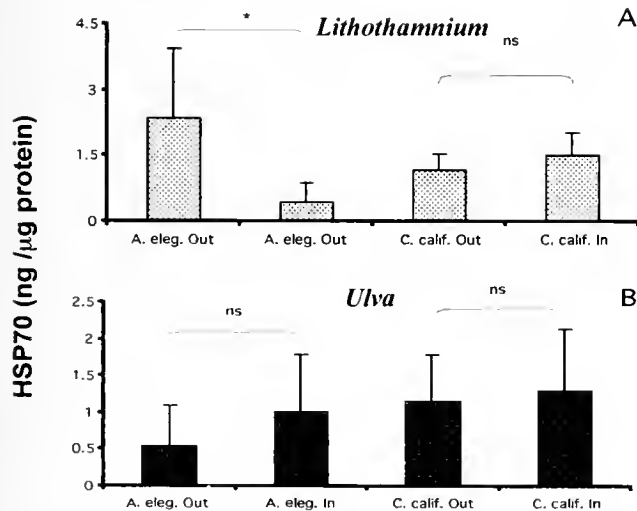 HSP70 (ng /µg protein)
A
Lithothamnium
*
ns
4.5
3
1.5
0
A. eleg. Out
A. eleg. Out
C. calif. Out
C. calif. In
B
Ulva
ns
ns
2.5
2
1.5
1
0.5
0
A. eleg. Out
A. eleg. In
C. calif. Out
C. calif. In